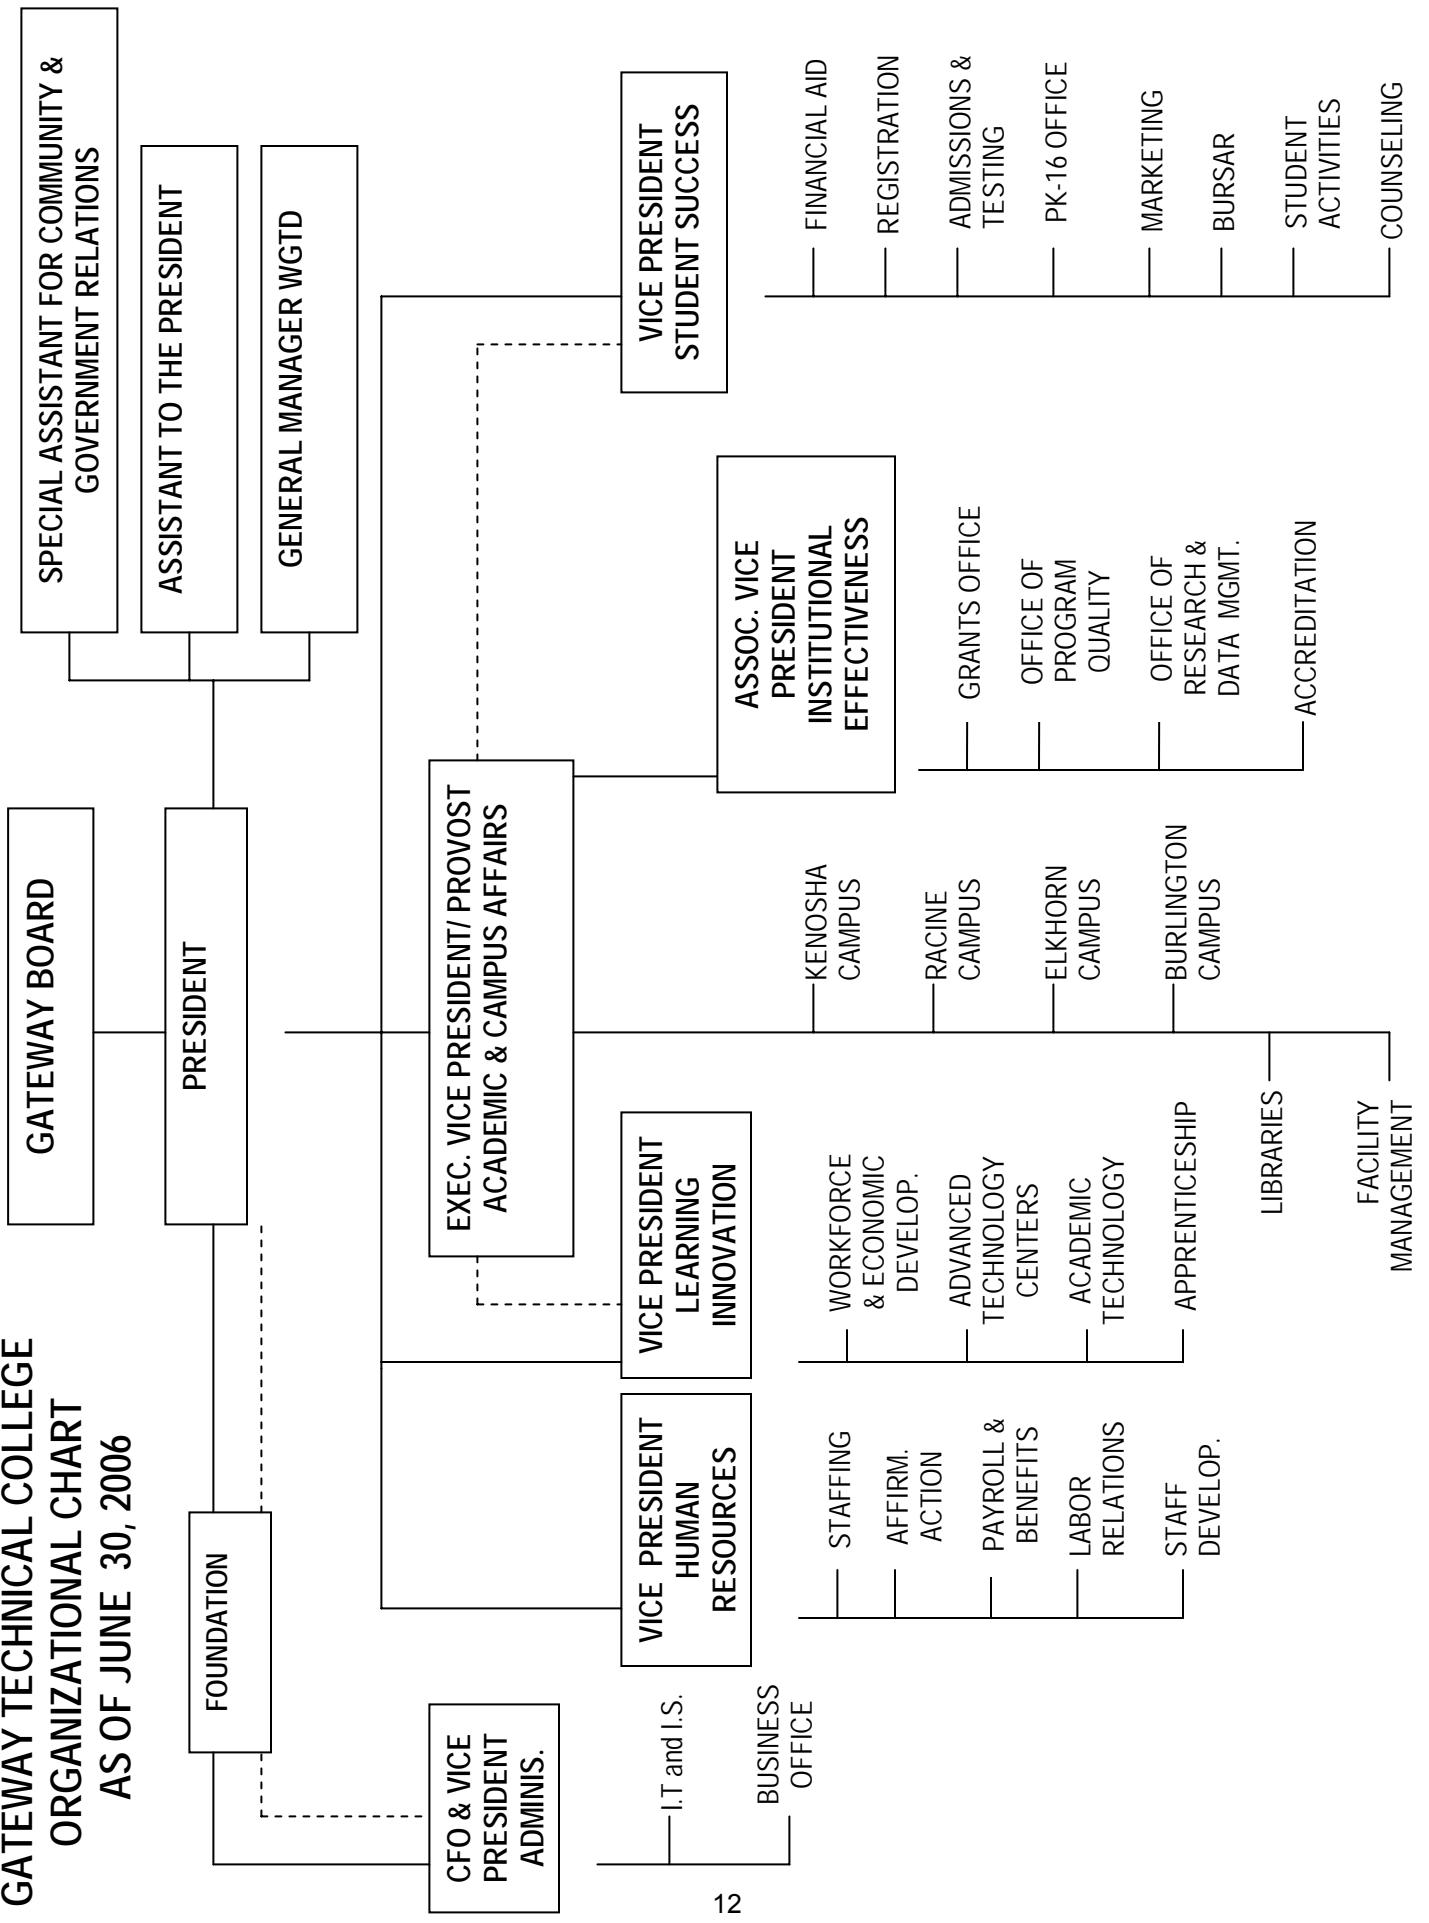 GATEWAY TECHNICAL COLLEGE
ORGANIZATIONAL CHART
AS OF JUNE 30, 2006
GATEWAY BOARD
PRESIDENT
FOUNDATION
SPECIAL ASSISTANT FOR COMMUNITY &
GOVERNMENT RELATIONS
ASSISTANT TO THE PRESIDENT
GENERAL MANAGER WGTD
CFO & VICE
PRESIDENT
ADMINIS.
I.T and I.S.
BUSINESS
OFFICE
VICE PRESIDENT
HUMAN
RESOURCES
STAFFING
AFFIRM.
ACTION
PAYROLL &
BENEFITS
LABOR
RELATIONS
STAFF
DEVELOP.
VICE PRESIDENT
LEARNING
INNOVATION
WORKFORCE
& ECONOMIC
DEVELOP.
ADVANCED
TECHNOLOGY
CENTERS
ACADEMIC
TECHNOLOGY
APPRENTICESHIP
EXEC. VICE PRESIDENT/ PROVOST
ACADEMIC & CAMPUS AFFAIRS
KENOSHA
CAMPUS
RACINE
CAMPUS
ELKHORN
CAMPUS
BURLINGTON
CAMPUS
LIBRARIES
FACILITY
MANAGEMENT
ASSOC. VICE
PRESIDENT
INSTITUTIONAL
EFFECTIVENESS
GRANTS OFFICE
OFFICE OF
PROGRAM
QUALITY
OFFICE OF
RESEARCH &
DATA MGMT.
ACCREDITATION
VICE PRESIDENT
STUDENT SUCCESS
FINANCIAL AID
REGISTRATION
ADMISSIONS &
TESTING
PK-16 OFFICE
MARKETING
BURSAR
STUDENT
ACTIVITIES
COUNSELING
12